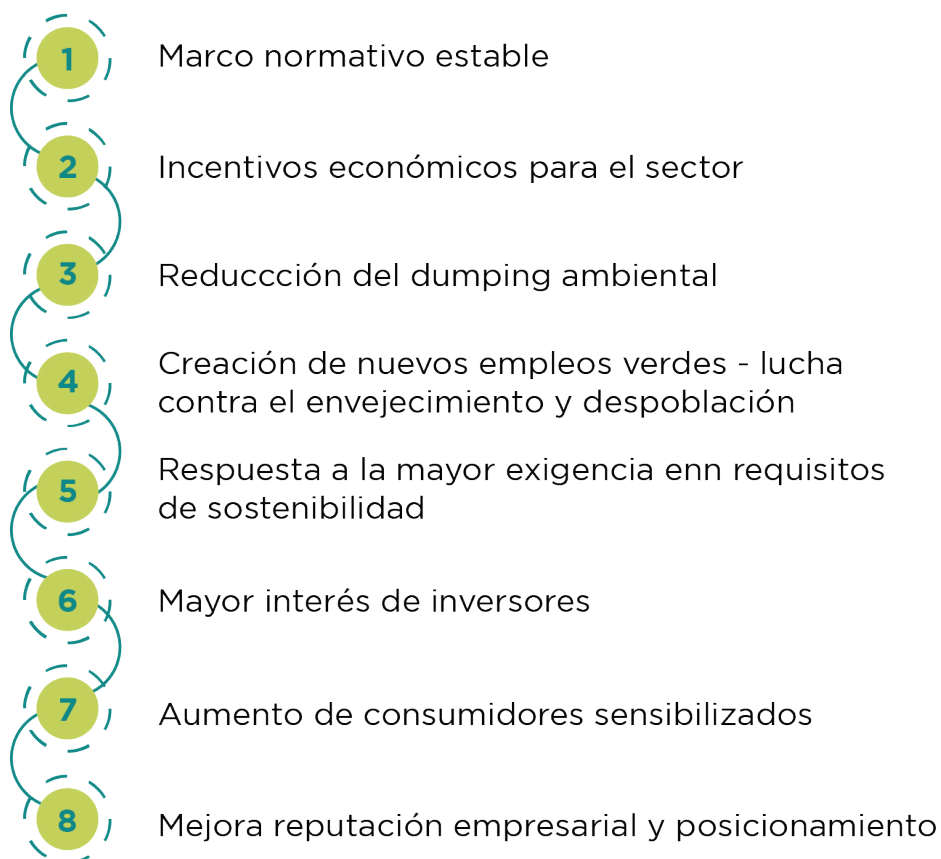 1 Marco normativo estable
2 Incentivos económicos para el sector
3 Reduccción del dumping ambiental
4 Creación de nuevos empleos verdes - lucha
contra el envejecimiento y despoblación
5 Respuesta a la mayor exigencia enn requisitos
de sostenibilidad
6 Mayor interés de inversores
7 Aumento de consumidores sensibilizados
8 Mejora reputación empresarial y posicionamiento